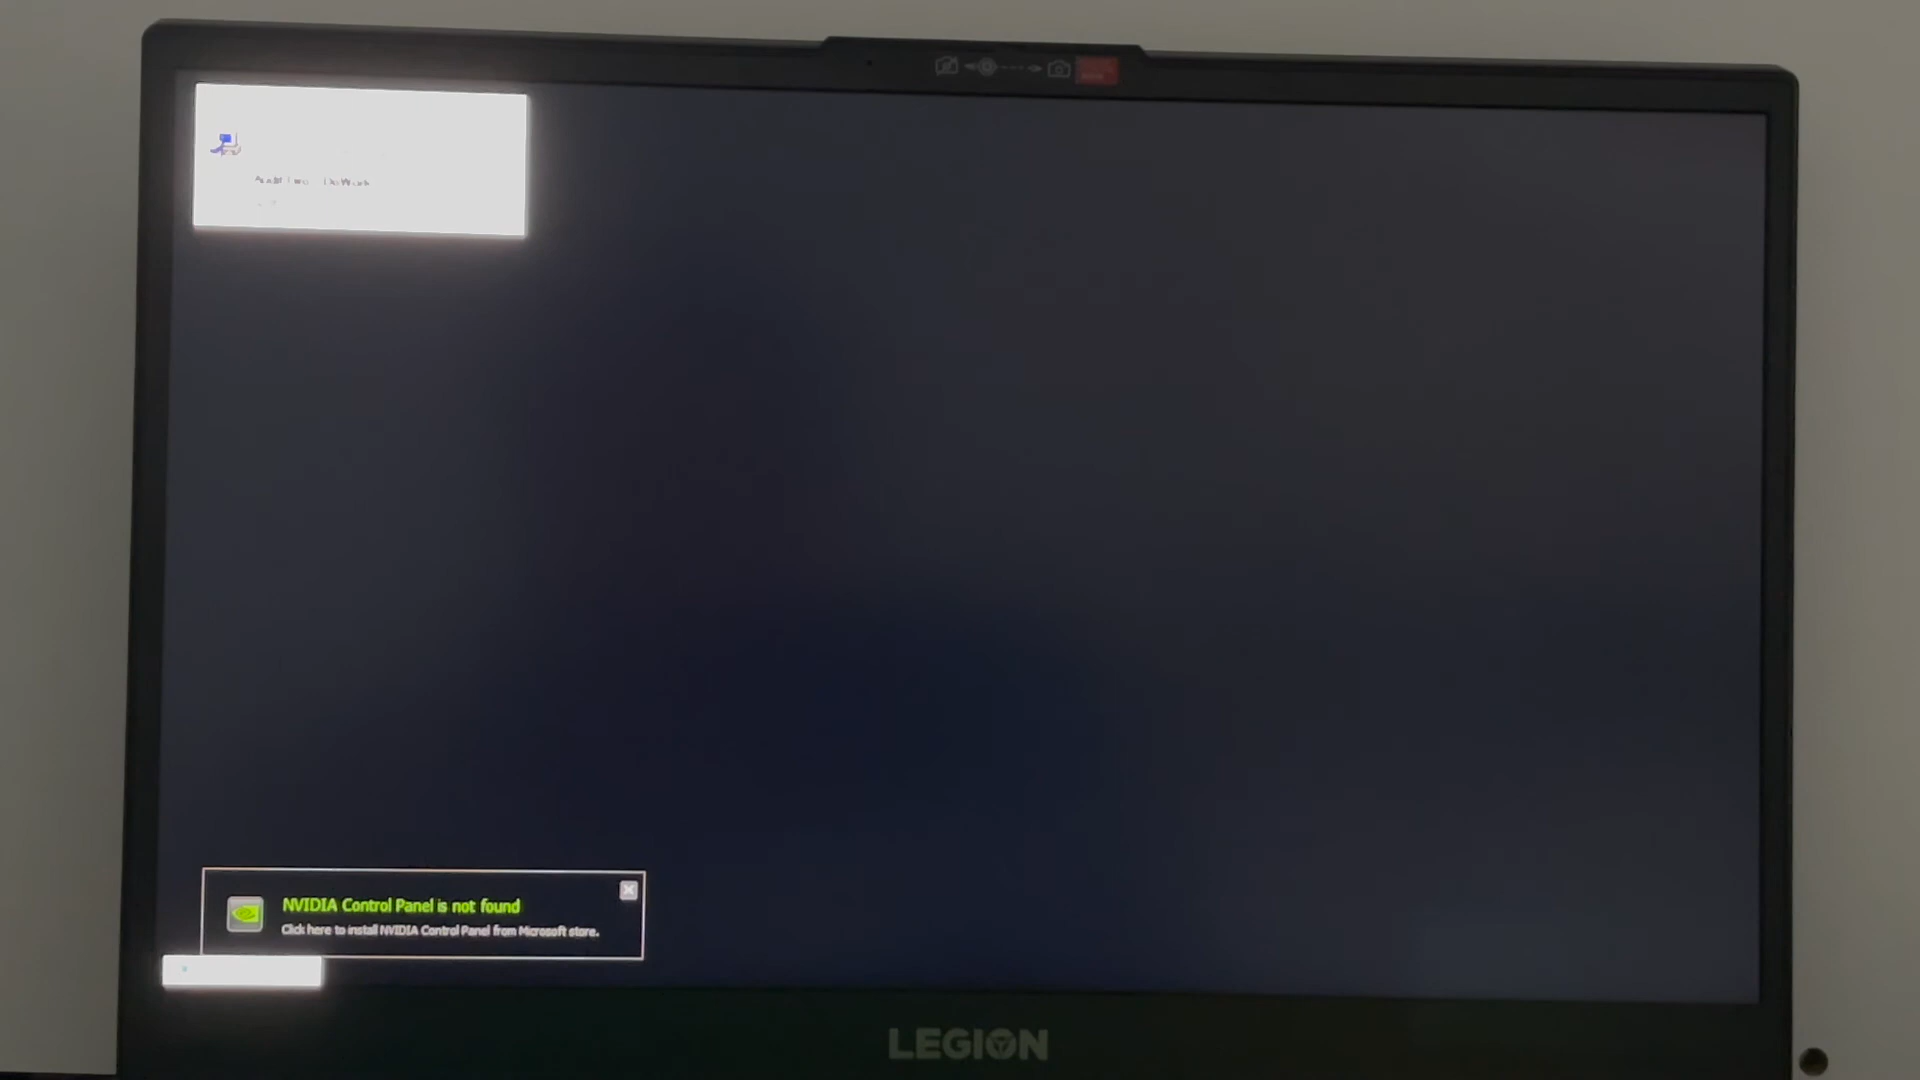 NVIDIA Control Panel is not found
Click here to install NVIDIA Control Panel from Microsoft store.
LEGION